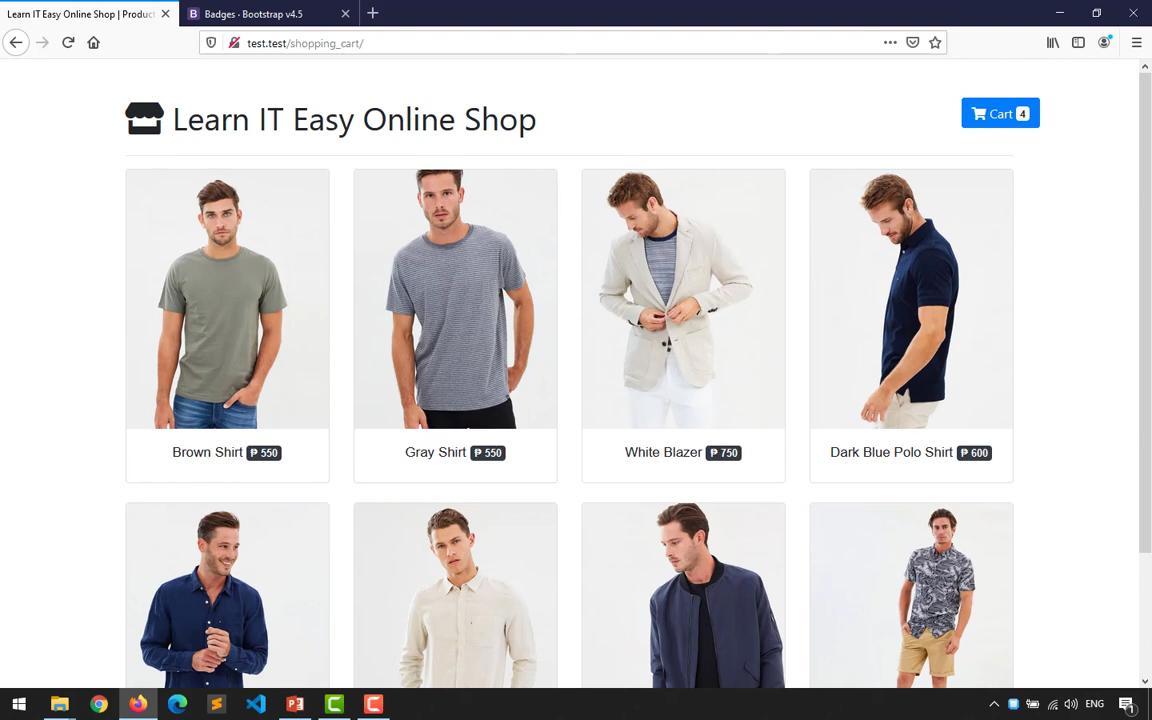 Learn IT Easy Online Shop | Product
Badges · Bootstrap v4.5
test.test/shopping_cart/
Learn IT Easy Online Shop
Cart 4
Brown Shirt ₱ 550
Gray Shirt ₱ 550
White Blazer ₱ 750
Dark Blue Polo Shirt ₱ 600
ENG
1